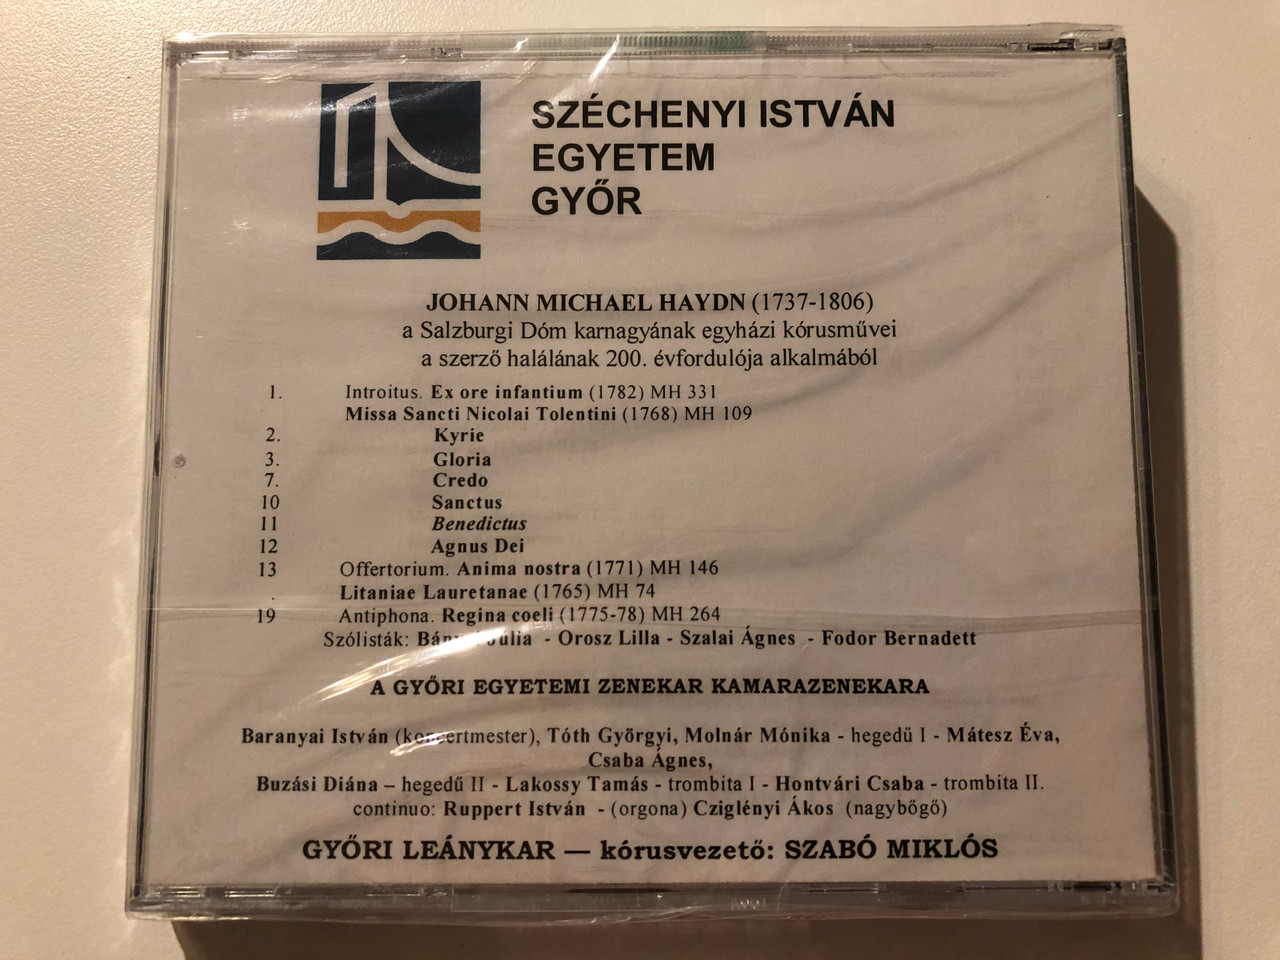 SZÉCHENYI ISTVÁN
EGYETEM
GYŐR
JOHANN MICHAEL HAYDN (1737-1806)
a Salzburgi Dóm karnagyának egyházi kórusművei
a szerző halálának 200. évfordulója alkalmából
1. Introitus. Ex ore infantium (1782) MH 331
Missa Sancti Nicolai Tolentini (1768) MH 109
2. Kyrie
3. Gloria
7. Credo
10 Sanctus
11 Benedictus
12 Agnus Dei
13 Offertorium. Anima nostra (1771) MH 146
. Litaniae Lauretanae (1765) MH 74
19 Antiphona. Regina coeli (1775-78) MH 264
Szólisták: Júlia - Orosz Lilla - Szalai Ágnes - Fodor Bernadett
A GYŐRI EGYETEMI ZENEKAR KAMARAZENEKARA
Baranyai István (koncertmester), Tóth Györgyi, Molnár Mónika - hegedű I - Mátesz Éva,
Csaba Ágnes,
Buzási Diána – hegedű II - Lakossy Tamás - trombita I - Hontvári Csaba - trombita II.
continuo: Ruppert István - (orgona) Cziglényi Ákos (nagybőgő)
GYŐRI LEÁNYKAR — kórusvezető: SZABÓ MIKLÓS